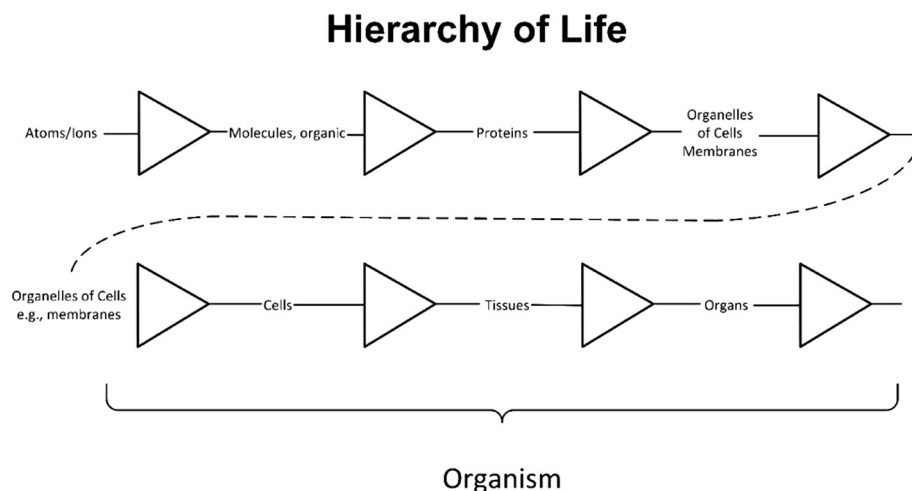 Hierarchy of Life
Atoms/Ions
Molecules, organic
Proteins
Organelles
of Cells
Membranes
Organelles of Cells
e.g., membranes
Cells
Tissues
Organs
Organism